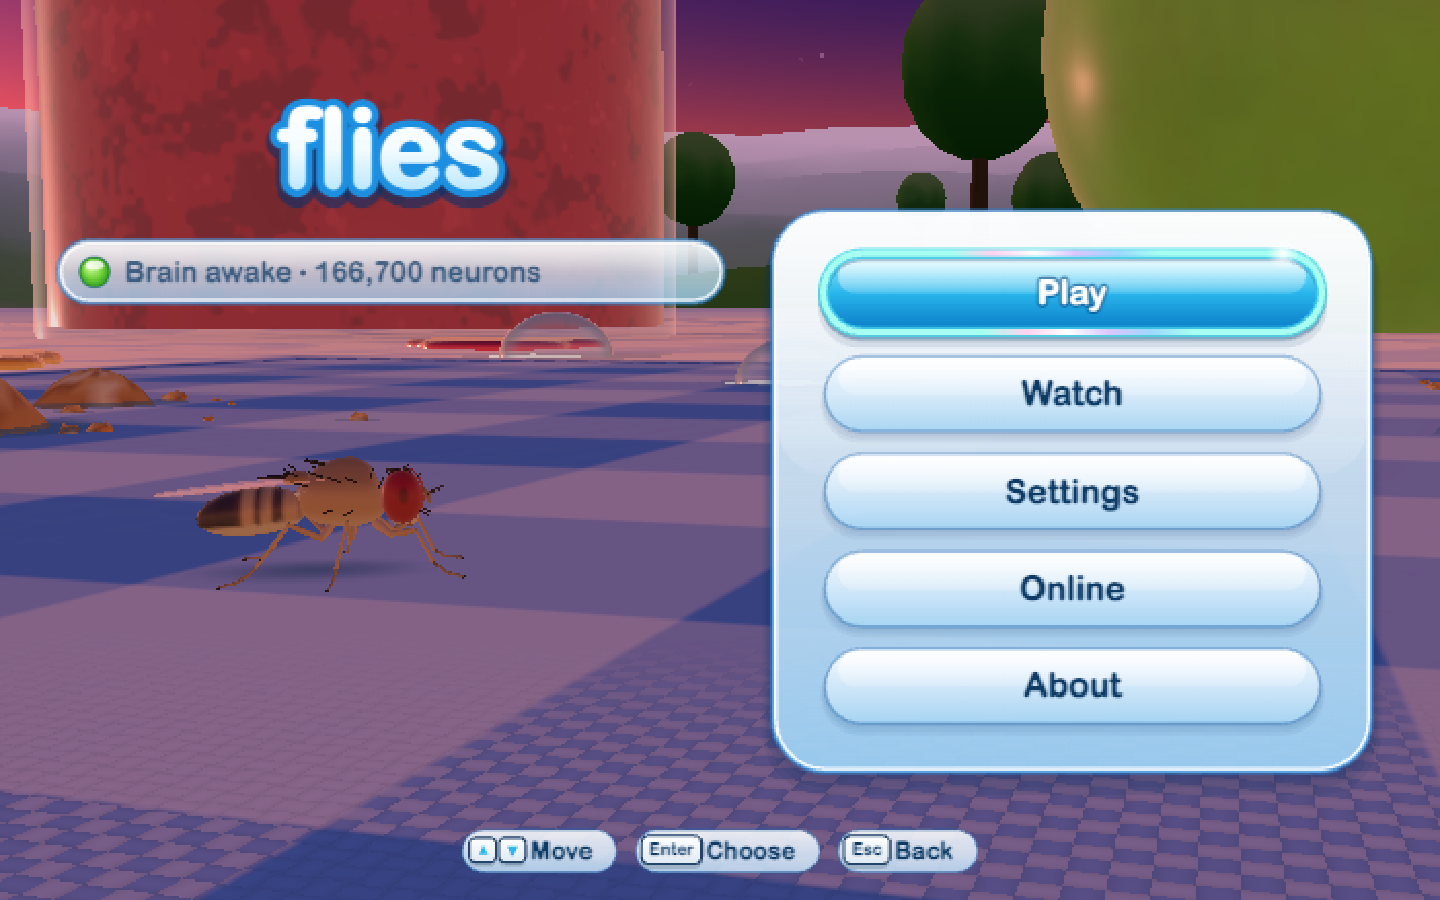 flies
Brain awake · 166,700 neurons
Play
Watch
Settings
Online
About
▲ ▼ Move Enter Choose Esc Back